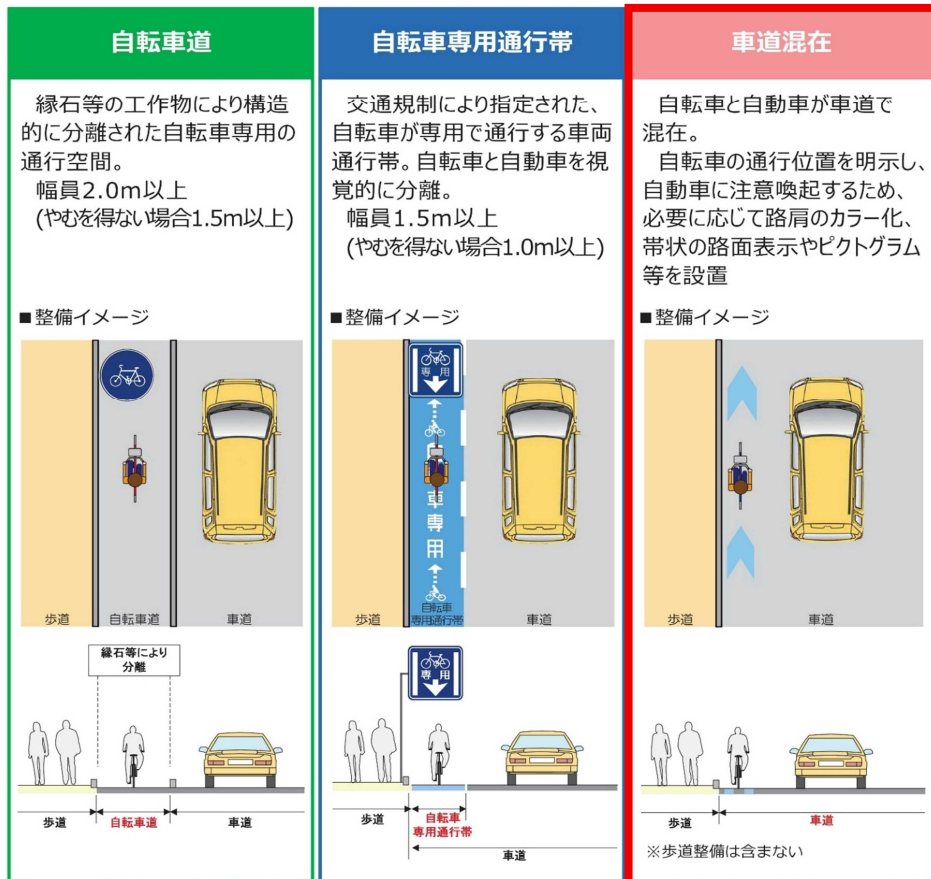 自転車道
縁石等の工作物により構造
的に分離された自転車専用の
通行空間。
幅員2.0m以上
(やむを得ない場合1.5m以上)
■整備イメージ
歩道
自転車道
車道
縁石等により
分離
歩道
自転車道
車道
自転車専用通行帯
交通規制により指定された、
自転車が専用で通行する車両
通行帯。自転車と自動車を視
覚的に分離。
幅員1.5m以上
(やむを得ない場合1.0m以上)
■整備イメージ
専用
車
専
用
歩道
自転車
専用通行帯
車道
専用
歩道
自転車
専用通行帯
車道
車道混在
自転車と自動車が車道で
混在。
自転車の通行位置を明示し、
自動車に注意喚起するため、
必要に応じて路肩のカラー化、
帯状の路面表示やピクトグラム
等を設置
■整備イメージ
歩道
車道
歩道
車道
※歩道整備は含まない